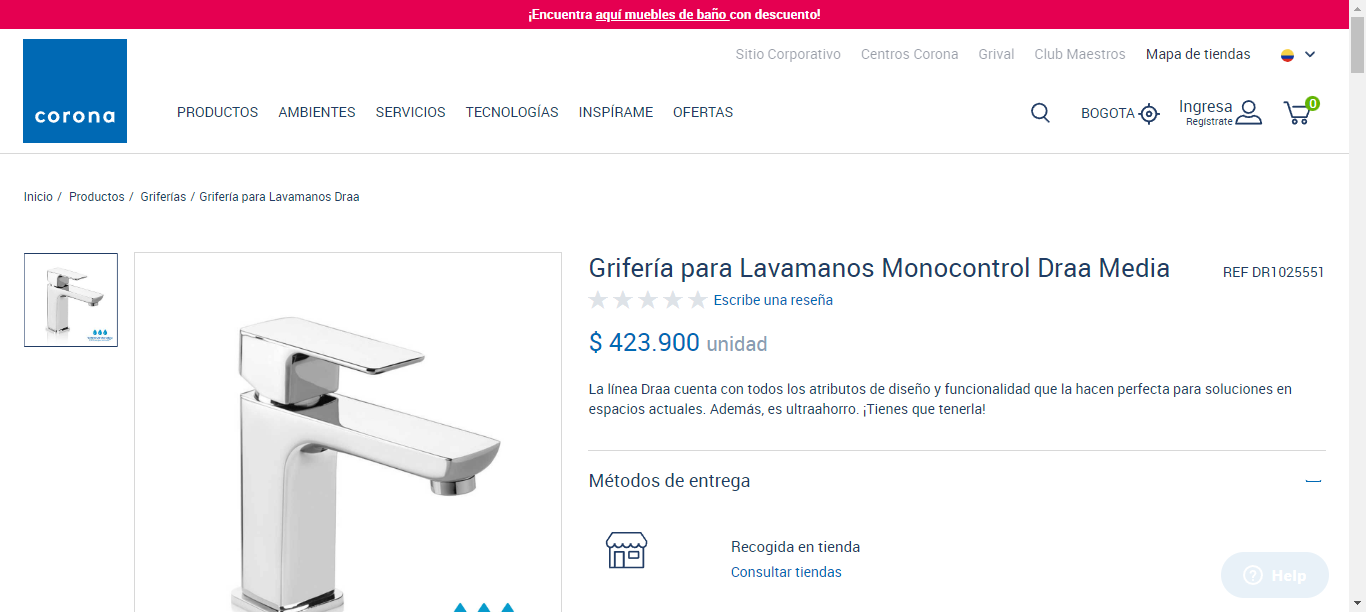 ¡Encuentra aquí muebles de baño con descuento!
Sitio Corporativo Centros Corona Grival Club Maestros Mapa de tiendas
corona
PRODUCTOS AMBIENTES SERVICIOS TECNOLOGÍAS INSPÍRAME OFERTAS
BOGOTA
Ingresa
Regístrate
0
Inicio / Productos / Griferías / Grifería para Lavamanos Draa
Grifería para Lavamanos Monocontrol Draa Media
REF DR1025551
Escribe una reseña
$ 423.900 unidad
La línea Draa cuenta con todos los atributos de diseño y funcionalidad que la hacen perfecta para soluciones en
espacios actuales. Además, es ultraahorro. ¡Tienes que tenerla!
Métodos de entrega
Recogida en tienda
Consultar tiendas
Help